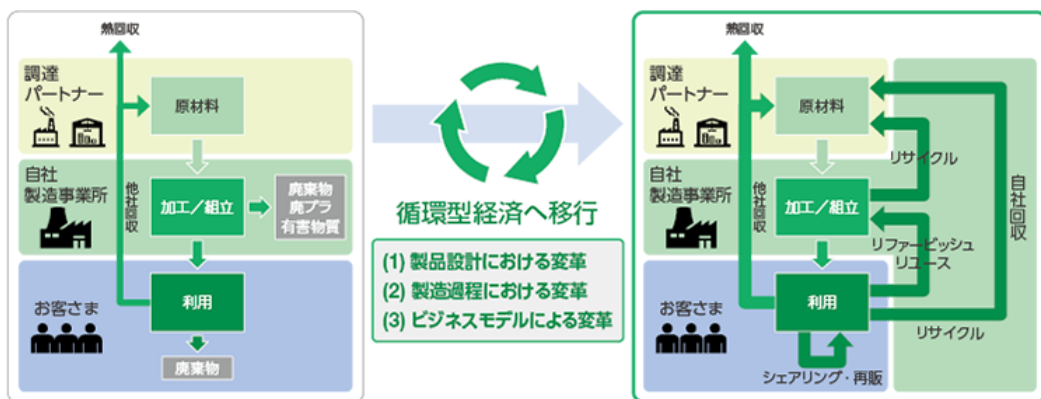 熱回収
調達
パートナー
原材料
自社
製造事業所
他社回収
加工／組立
廃棄物
廃プラ
有害物質
お客さま
利用
廃棄物
循環型経済へ移行
(1) 製品設計における変革
(2) 製造過程における変革
(3) ビジネスモデルによる変革
熱回収
調達
パートナー
原材料
リサイクル
自社
製造事業所
他社回収
加工／組立
自社回収
リファービッシュ
リユース
お客さま
利用
リサイクル
シェアリング・再販